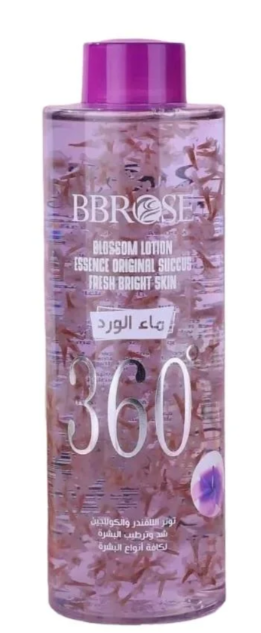 BBROSE
BLOSSOM LOTION
ESSENCE ORIGINAL SUCCUS
FRESH BRIGHT SKIN
ماء الورد
360°
تونر اللافندر والكولاجين
شد وترطيب البشرة
لكافة أنواع البشرة